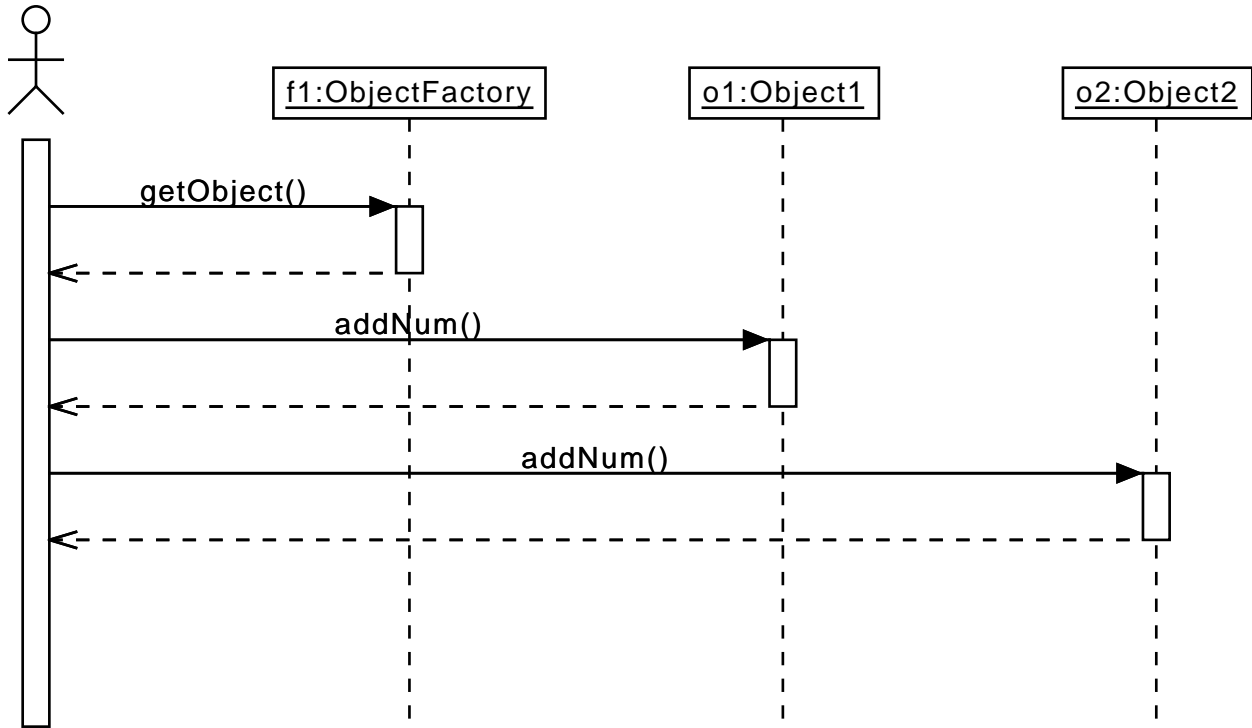 f1:ObjectFactory
o1:Object1
o2:Object2
getObject()
addNum()
addNum()